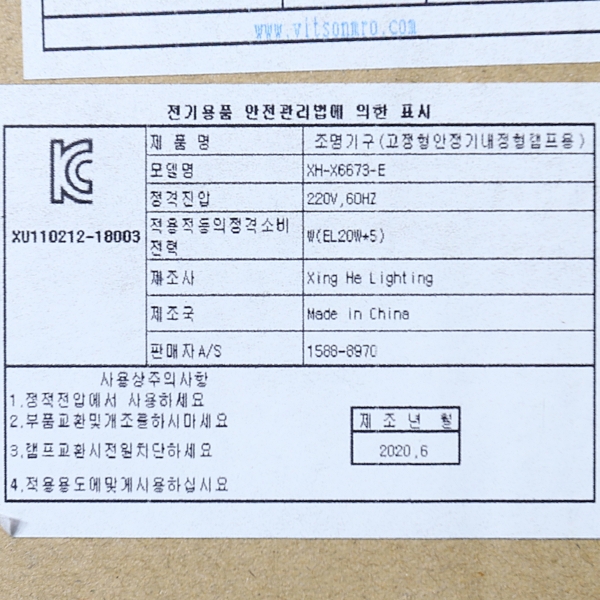 www.vitsonmro.com
전기용품 안전관리법에 의한 표시
제 품 명 조명기구(고정형안정기내정형램프용)
모델명 XH-X6673-E
정격진압 220V,60HZ
XU110212-18003
적용적동의정격소비전력 W(EL20W*5)
제조사 Xing He Lighting
제조국 Made in China
판매자A/S 1588-8970
사용상주의사항
1.정적전압에서 사용하세요
2.부품교환및개조를하시마세요
3.램프교환시전원치단하세요
4.적용용도에맞게시용하십시요
제 조 년 월
2020,6